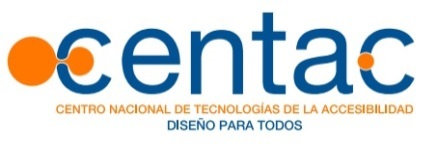 centac
CENTRO NACIONAL DE TECNOLOGÍAS DE LA ACCESIBILIDAD
DISEÑO PARA TODOS